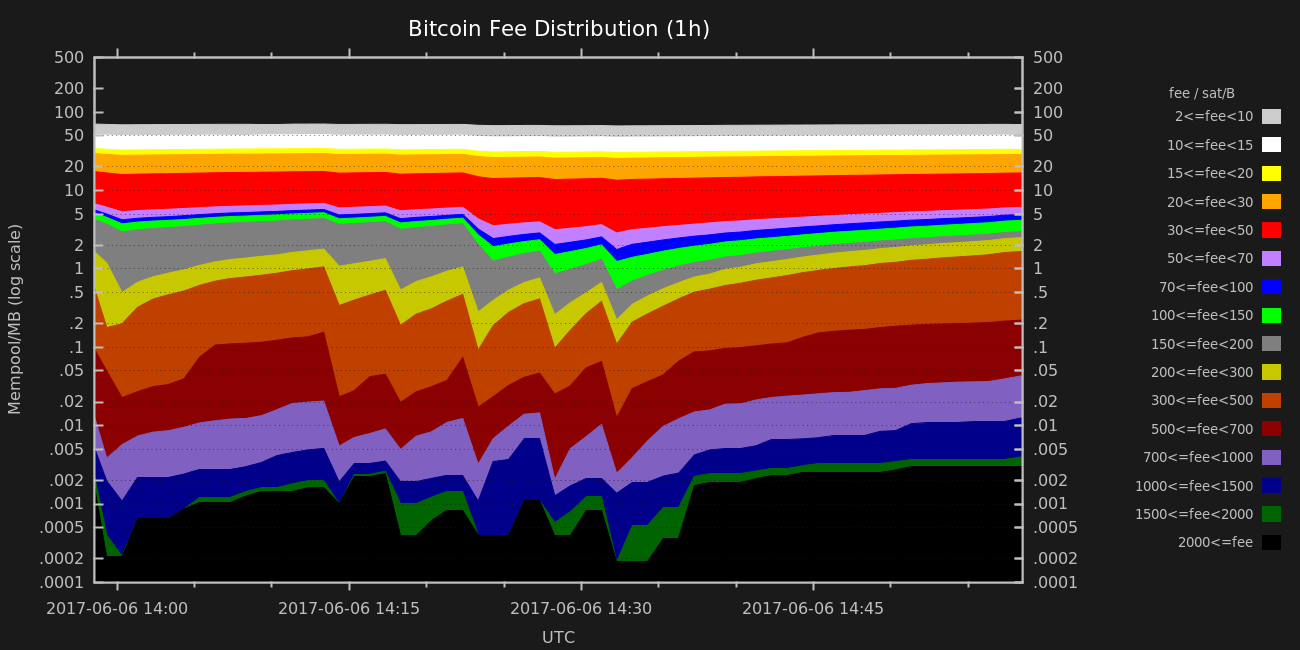 Bitcoin Fee Distribution (1h)
500
200
100
50
20
10
5
2
1
.5
.2
.1
.05
.02
.01
.005
.002
.001
.0005
.0002
.0001
Mempool/MB (log scale)
500
200
100
50
20
10
5
2
1
.5
.2
.1
.05
.02
.01
.005
.002
.001
.0005
.0002
.0001
2017-06-06 14:00
2017-06-06 14:15
2017-06-06 14:30
2017-06-06 14:45
UTC
fee / sat/B
2<=fee<10
10<=fee<15
15<=fee<20
20<=fee<30
30<=fee<50
50<=fee<70
70<=fee<100
100<=fee<150
150<=fee<200
200<=fee<300
300<=fee<500
500<=fee<700
700<=fee<1000
1000<=fee<1500
1500<=fee<2000
2000<=fee